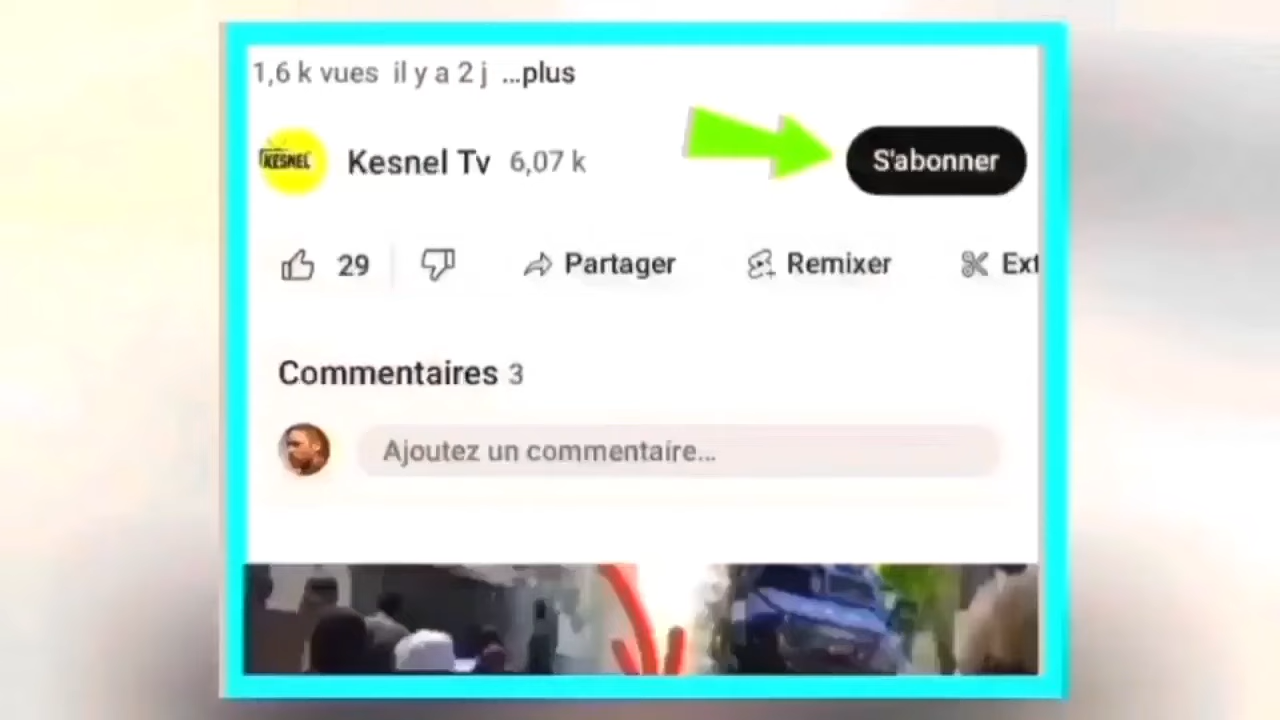 1,6 k vues il y a 2 j ...plus
KESNEL Kesnel Tv 6,07 k S'abonner
29 Partager Remixer Ext
Commentaires 3
Ajoutez un commentaire...